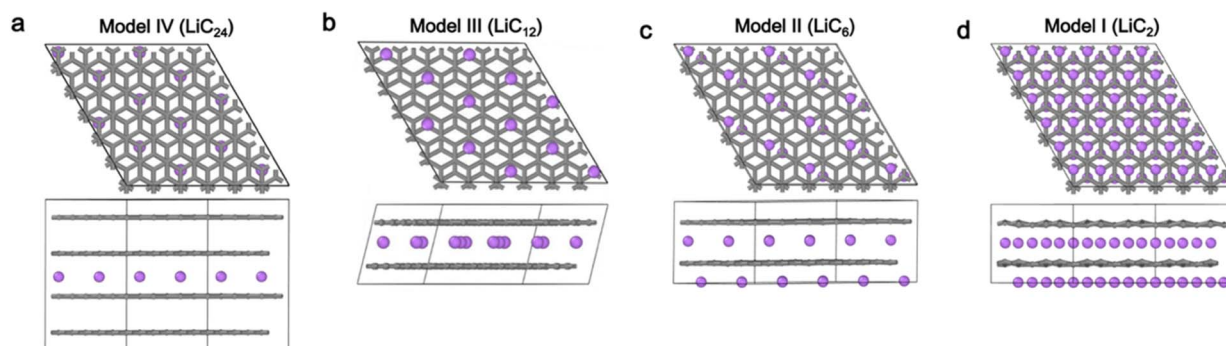 a Model IV (LiC₂₄)
b Model III (LiC₁₂)
c Model II (LiC₆)
d Model I (LiC₂)